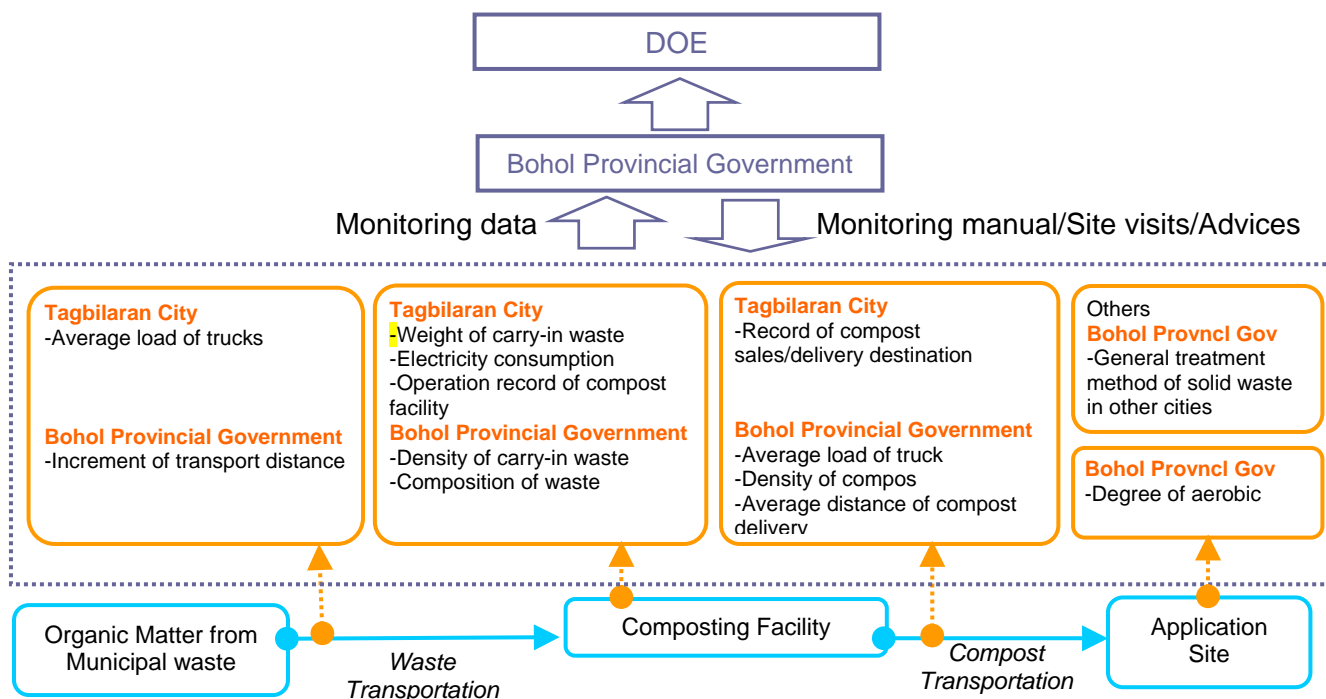 DOE
Bohol Provincial Government
Monitoring data
Monitoring manual/Site visits/Advices
Tagbilaran City
-Average load of trucks
Bohol Provincial Government
-Increment of transport distance
Tagbilaran City
-Weight of carry-in waste
-Electricity consumption
-Operation record of compost
facility
Bohol Provincial Government
-Density of carry-in waste
-Composition of waste
Tagbilaran City
-Record of compost
sales/delivery destination
Bohol Provincial Government
-Average load of truck
-Density of compos
-Average distance of compost
delivery
Others
Bohol Provncl Gov
-General treatment
method of solid waste
in other cities
Bohol Provncl Gov
-Degree of aerobic
Organic Matter from
Municipal waste
Waste
Transportation
Composting Facility
Compost
Transportation
Application
Site